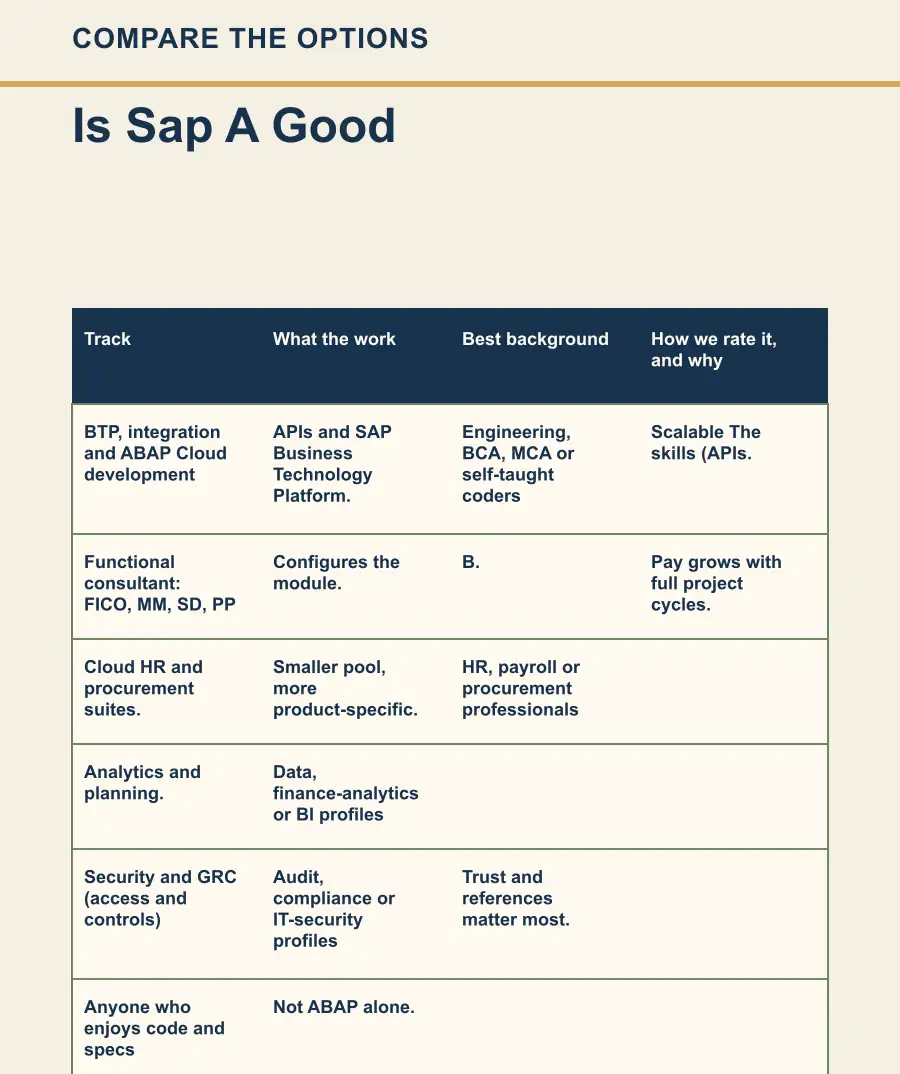 COMPARE THE OPTIONS
Is Sap A Good
Track
What the work
Best background
How we rate it,
and why
BTP, integration
and ABAP Cloud
development
APIs and SAP
Business
Technology
Platform.
Engineering,
BCA, MCA or
self-taught
coders
Scalable The
skills (APIs.
Functional
consultant:
FICO, MM, SD, PP
Configures the
module.
B.
Pay grows with
full project
cycles.
Cloud HR and
procurement
suites.
Smaller pool,
more
product-specific.
HR, payroll or
procurement
professionals
Analytics and
planning.
Data,
finance-analytics
or BI profiles
Security and GRC
(access and
controls)
Audit,
compliance or
IT-security
profiles
Trust and
references
matter most.
Anyone who
enjoys code and
specs
Not ABAP alone.